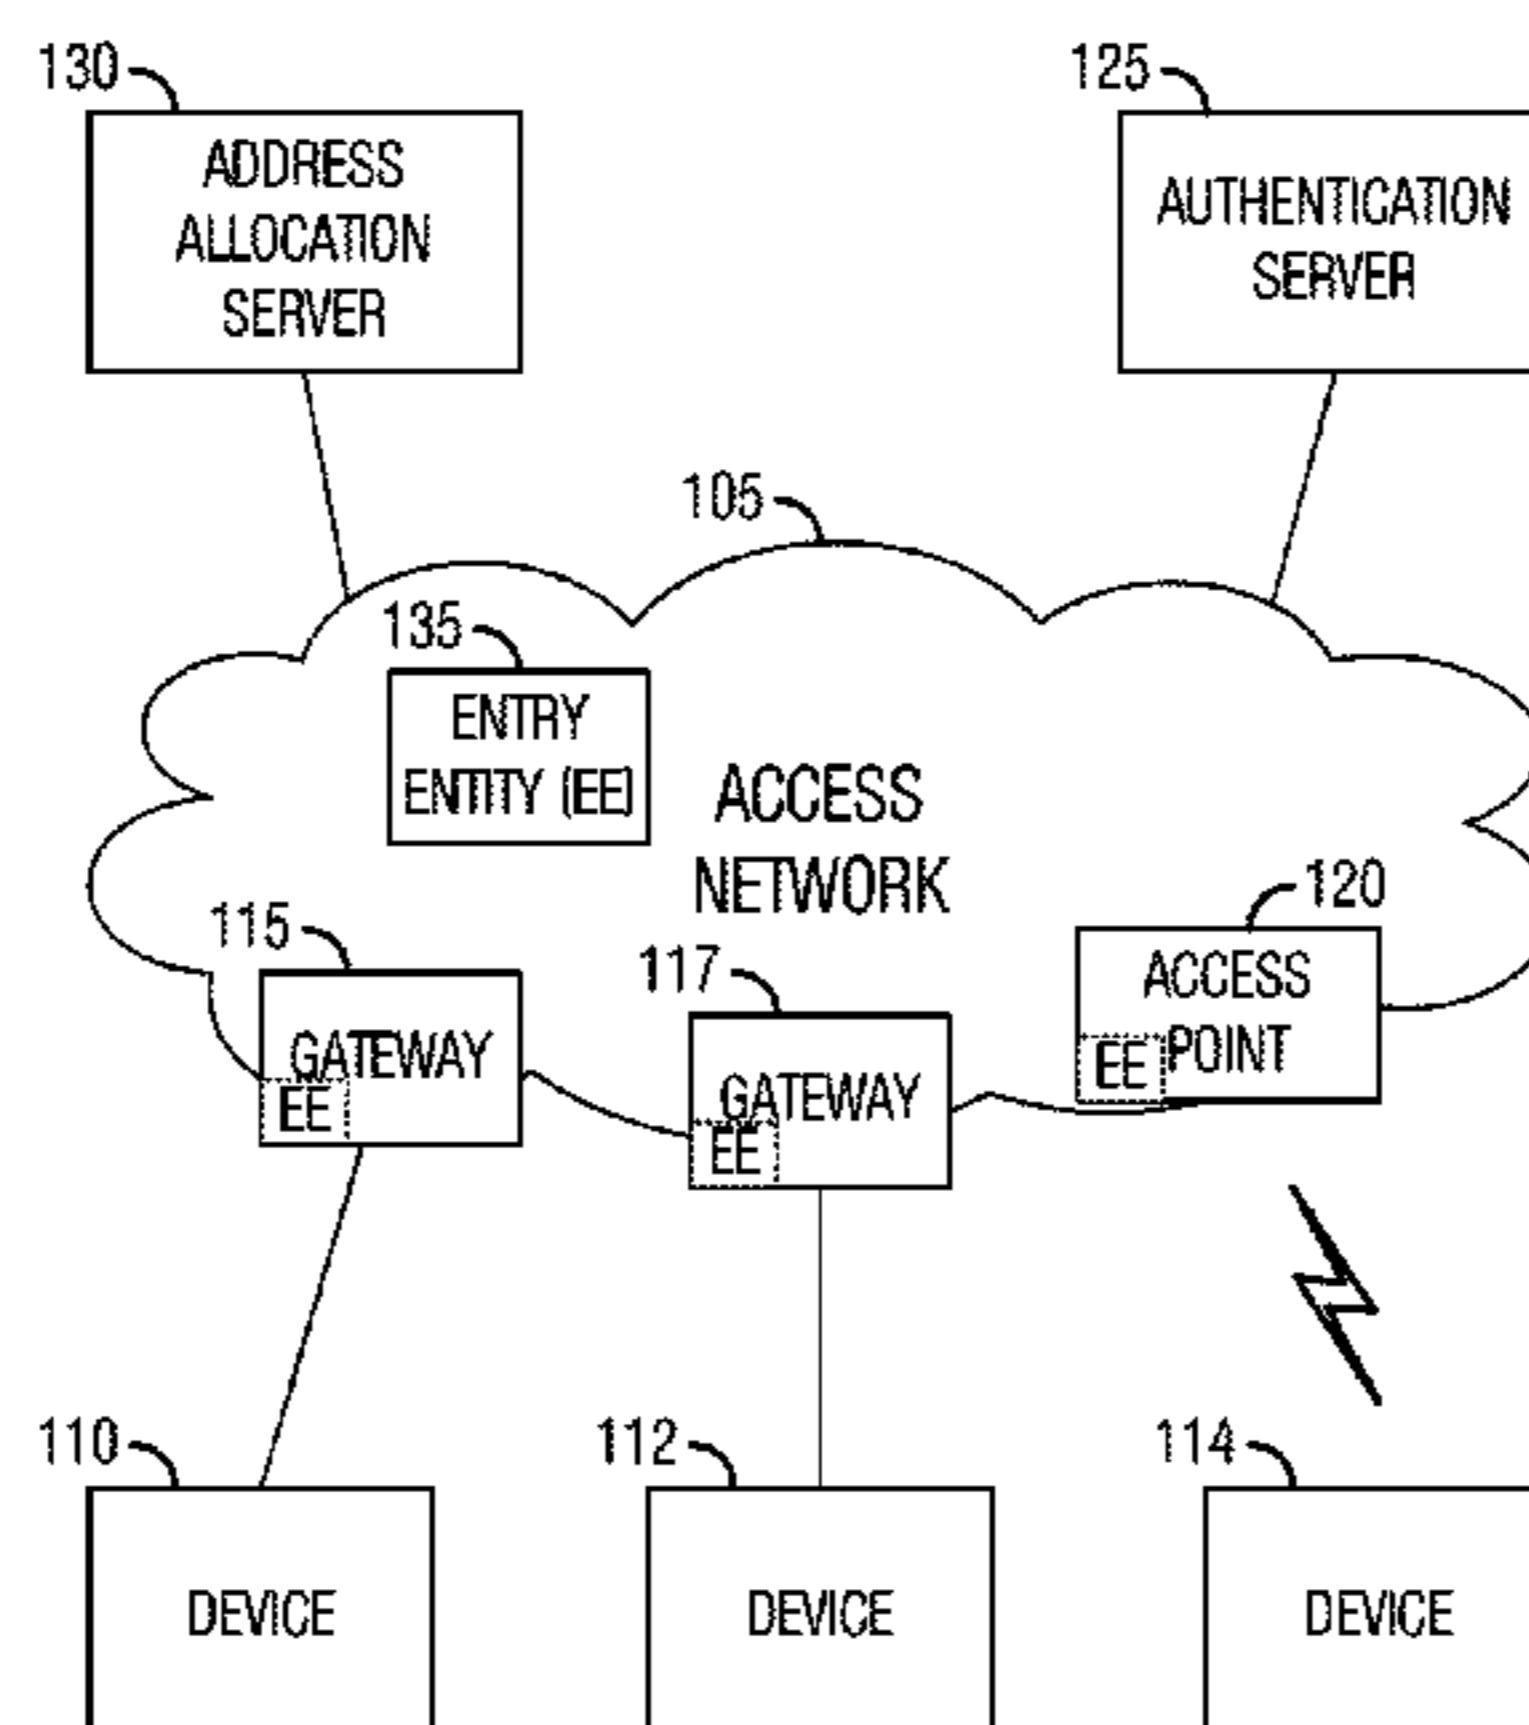 130
125
ADDRESS
ALLOCATION
SERVER
AUTHENTICATION
SERVER
105
135
ENTRY
ENTITY (EE)
ACCESS
NETWORK
120
115
117
ACCESS
POINT
EE
GATEWAY
EE
GATEWAY
EE
110
112
114
DEVICE
DEVICE
DEVICE